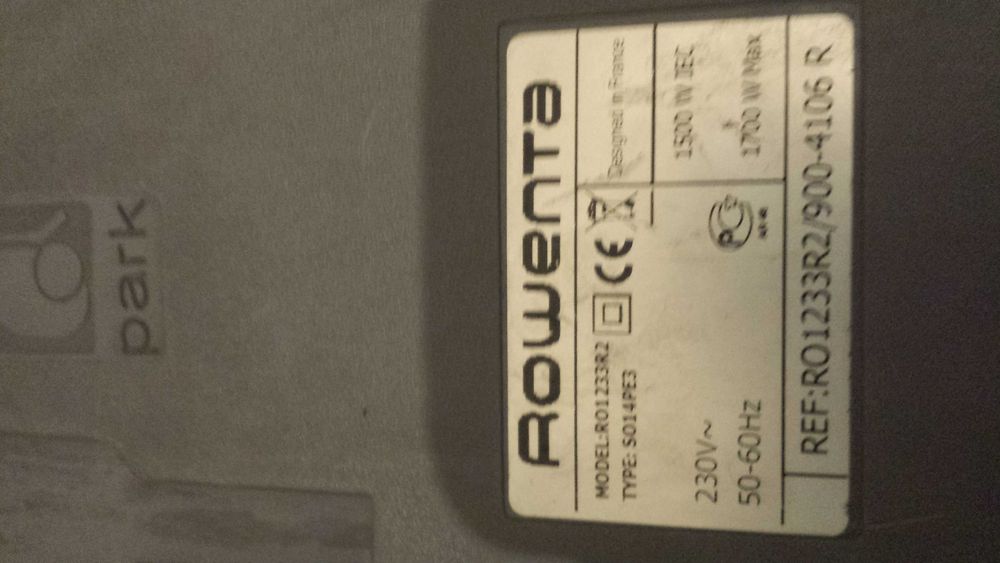 park
Rowenta
MODEL:RO1233R2
TYPE: SO14PE3
CE
Designed in France
230V~
50-60Hz
1500 W IEC
1700 W Max
REF:RO1233R2/900-4106 R